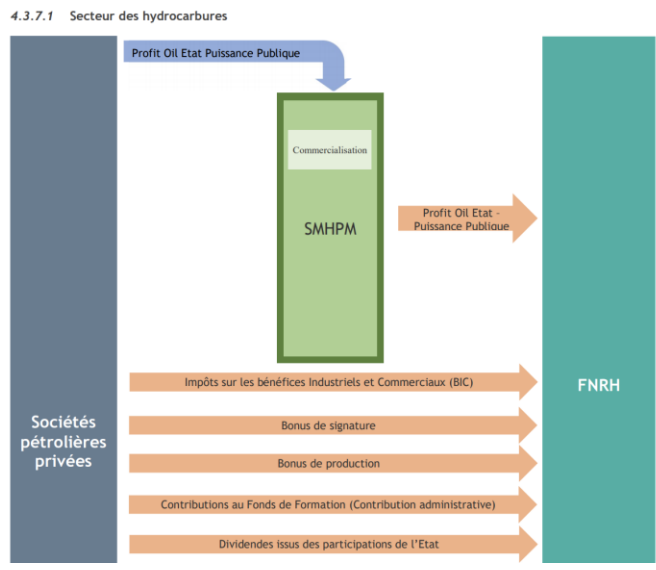 4.3.7.1 Secteur des hydrocarbures
Profit Oil Etat Puissance Publique
Commercialisation
SMHPM
Profit Oil Etat -
Puissance Publique
Impôts sur les bénéfices Industriels et Commerciaux (BIC)
FNRH
Sociétés
pétrolières
privées
Bonus de signature
Bonus de production
Contributions au Fonds de Formation (Contribution administrative)
Dividendes issus des participations de l’Etat